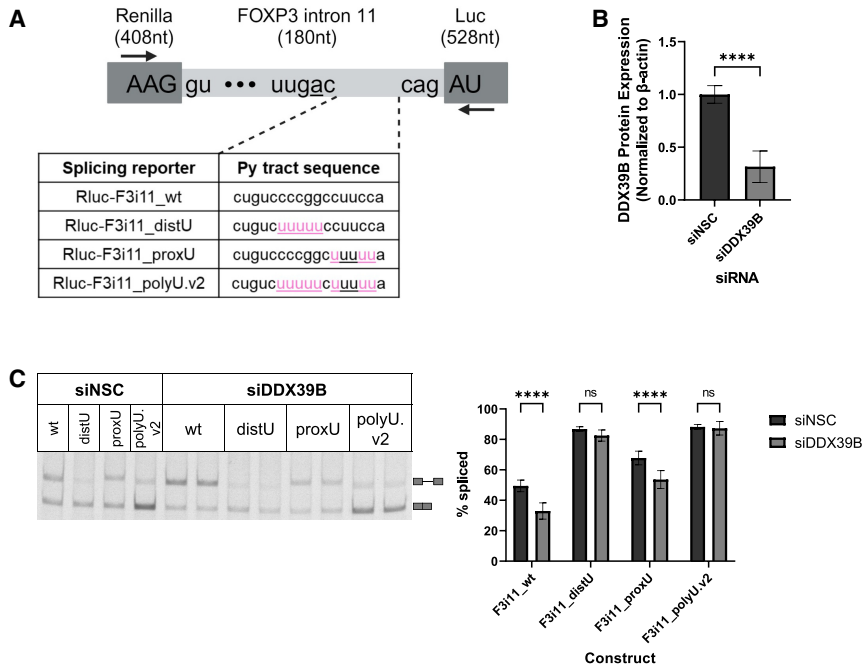 A
Renilla
(408nt)
FOXP3 intron 11
(180nt)
Luc
(528nt)
AAG gu ••• uugac cag AU
Splicing reporter Py tract sequence
Rluc-F3i11_wt cuguccccggccuucca
Rluc-F3i11_distU cugucuuuuuccuucca
Rluc-F3i11_proxU cuguccccggcuuuuua
Rluc-F3i11_polyU.v2 cugucuuuuucuuuuua
B
DDX39B Protein Expression
(Normalized to β-actin)
1.5
1.0
0.5
0.0
****
siNSC
siDDX39B
siRNA
C
siNSC siDDX39B
wt distU proxU polyU.
v2
wt distU proxU polyU.
v2
% spliced
100
80
60
40
20
0
**** ns **** ns
F3i11_wt
F3i11_distU
F3i11_proxU
F3i11_polyU.v2
Construct
siNSC
siDDX39B